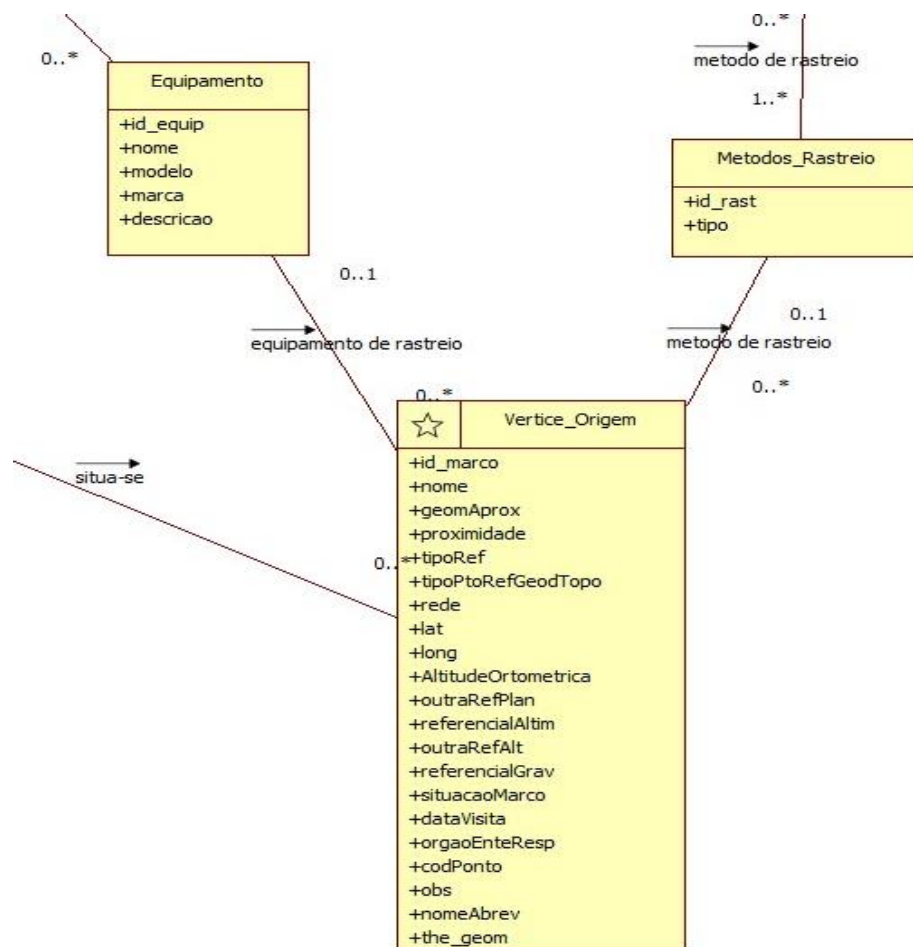 0..*
Equipamento
+id_equip
+nome
+modelo
+marca
+descricao
0..*
metodo de rastreio
1..*
Metodos_Rastreio
+id_rast
+tipo
0..1
equipamento de rastreio
0..*
0..1
metodo de rastreio
0..*
situa-se
0..*
Vertice_Origem
+id_marco
+nome
+geomAprox
+proximidade
+tipoRef
+tipoPtoRefGeodTopo
+rede
+lat
+long
+AltitudeOrtometrica
+outraRefPlan
+referencialAltim
+outraRefAlt
+referencialGrav
+situacaoMarco
+dataVisita
+orgaoEnteResp
+codPonto
+obs
+nomeAbrev
+the_geom